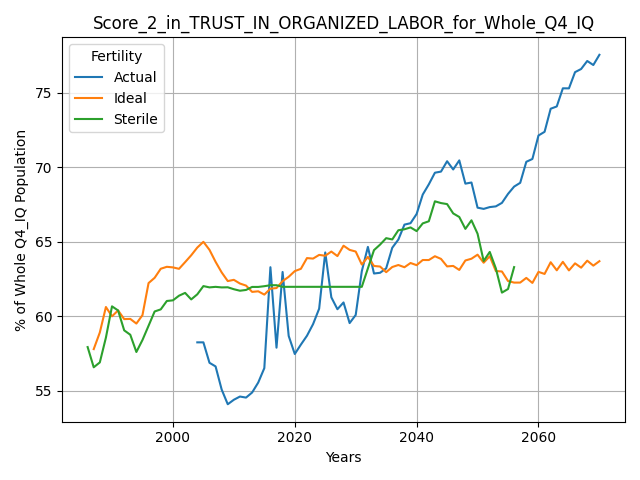 Score_2_in_TRUST_IN_ORGANIZED_LABOR_for_Whole_Q4_IQ
Fertility
Actual
Ideal
Sterile
% of Whole Q4_IQ Population
75
70
65
60
55
2000
2020
2040
2060
Years